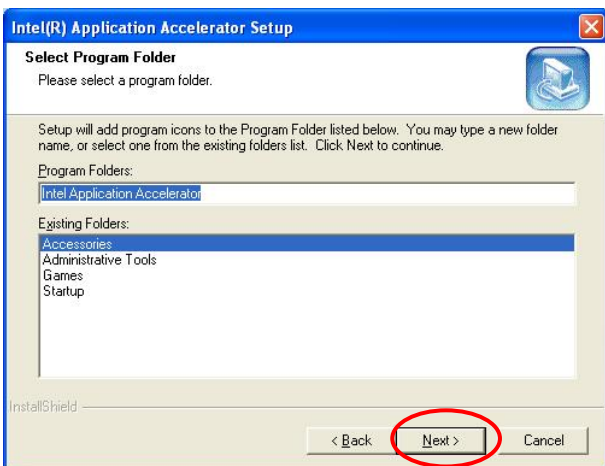 Intel(R) Application Accelerator Setup
Select Program Folder
Please select a program folder.
Setup will add program icons to the Program Folder listed below. You may type a new folder
name, or select one from the existing folders list. Click Next to continue.
Program Folders:
Intel Application Accelerator
Existing Folders:
Accessories
Administrative Tools
Games
Startup
InstallShield
< Back Next > Cancel